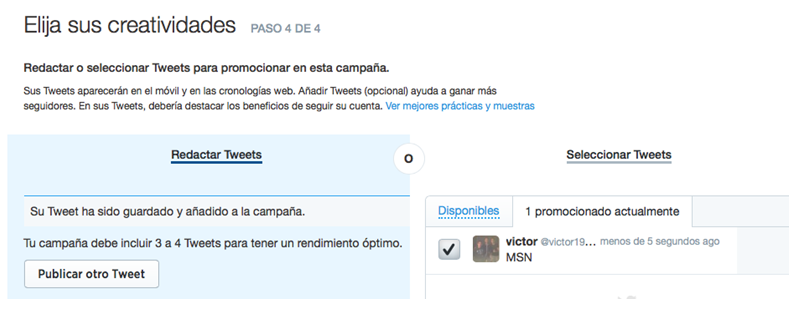 Elija sus creatividades PASO 4 DE 4
Redactar o seleccionar Tweets para promocionar en esta campaña.
Sus Tweets aparecerán en el móvil y en las cronologías web. Añadir Tweets (opcional) ayuda a ganar más
seguidores. En sus Tweets, debería destacar los beneficios de seguir su cuenta. Ver mejores prácticas y muestras
Redactar Tweets
O
Seleccionar Tweets
Su Tweet ha sido guardado y añadido a la campaña.
Tu campaña debe incluir 3 a 4 Tweets para tener un rendimiento óptimo.
Publicar otro Tweet
Disponibles
1 promocionado actualmente
victor @victor19... menos de 5 segundos ago
MSN